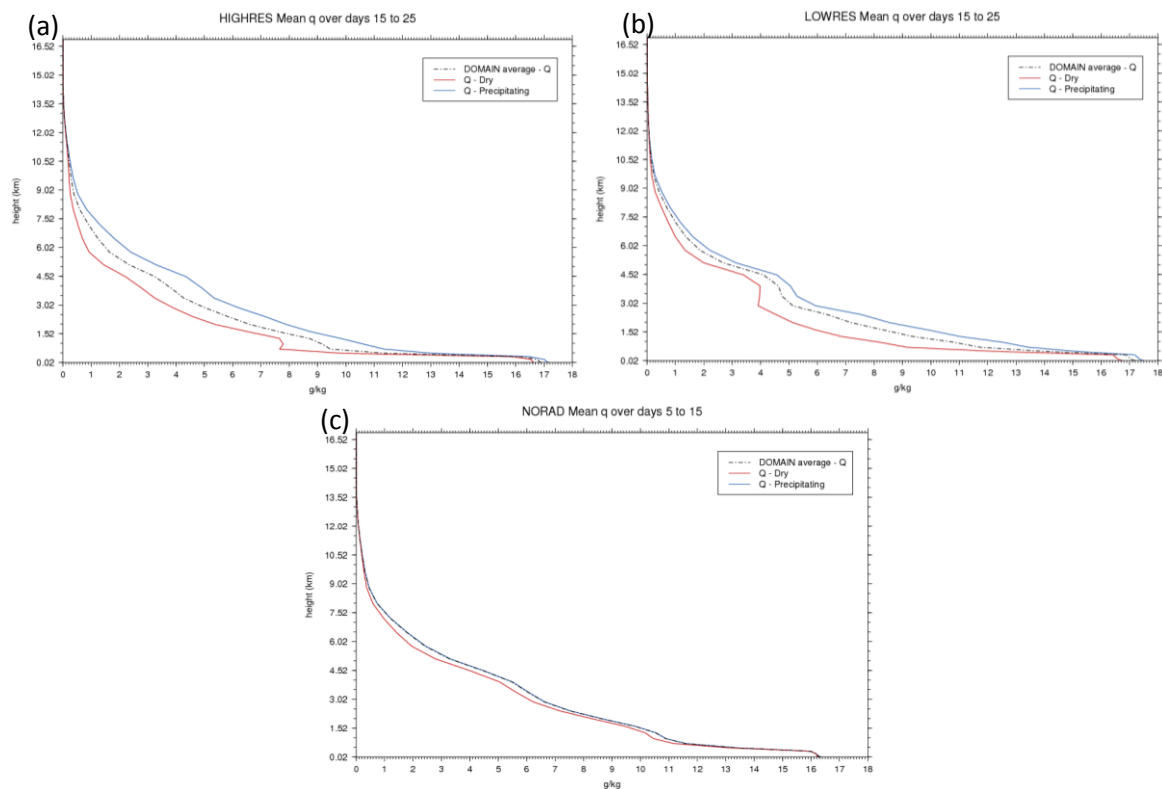 (a)
HIGHRES Mean q over days 15 to 25
DOMAIN average - Q
Q - Dry
Q - Precipitating
height (km)
16.52
15.02
13.52
12.02
10.52
9.02
7.52
6.02
4.52
3.02
1.52
0.02
0 1 2 3 4 5 6 7 8 9 10 11 12 13 14 15 16 17 18
g/kg
(b)
LOWRES Mean q over days 15 to 25
DOMAIN average - Q
Q - Dry
Q - Precipitating
height (km)
16.52
15.02
13.52
12.02
10.52
9.02
7.52
6.02
4.52
3.02
1.52
0.02
0 1 2 3 4 5 6 7 8 9 10 11 12 13 14 15 16 17 18
g/kg
(c)
NORAD Mean q over days 5 to 15
DOMAIN average - Q
Q - Dry
Q - Precipitating
height (km)
16.52
15.02
13.52
12.02
10.52
9.02
7.52
6.02
4.52
3.02
1.52
0.02
0 1 2 3 4 5 6 7 8 9 10 11 12 13 14 15 16 17 18
g/kg